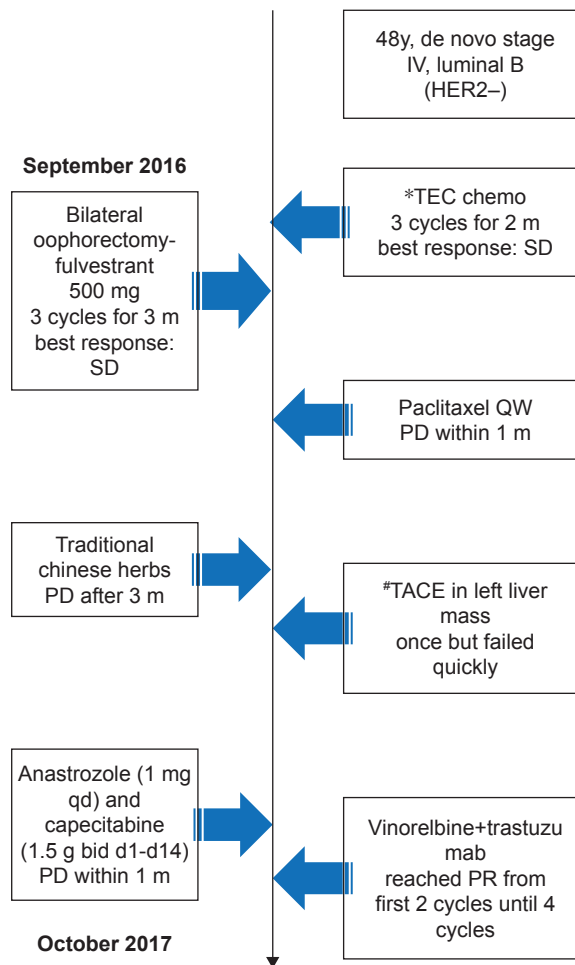 48y, de novo stage
IV, luminal B
(HER2–)
September 2016
*TEC chemo
3 cycles for 2 m
best response: SD
Bilateral
oophorectomy-
fulvestrant
500 mg
3 cycles for 3 m
best response:
SD
Paclitaxel QW
PD within 1 m
Traditional
chinese herbs
PD after 3 m
#TACE in left liver
mass
once but failed
quickly
Anastrozole (1 mg
qd) and
capecitabine
(1.5 g bid d1-d14)
PD within 1 m
Vinorelbine+trastuzu
mab
reached PR from
first 2 cycles until 4
cycles
October 2017